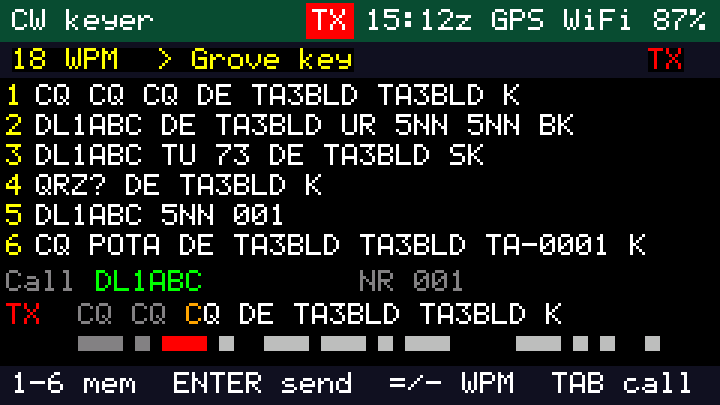 CW keyer TX 15:12z GPS WiFi 87%
18 WPM > Grove key TX
1 CQ CQ CQ DE TA3BLD TA3BLD K
2 DL1ABC DE TA3BLD UR 5NN 5NN BK
3 DL1ABC TU 73 DE TA3BLD SK
4 QRZ? DE TA3BLD K
5 DL1ABC 5NN 001
6 CQ POTA DE TA3BLD TA3BLD TA-0001 K
Call DL1ABC NR 001
TX CQ CQ CQ DE TA3BLD TA3BLD K
1-6 mem ENTER send =/- WPM TAB call